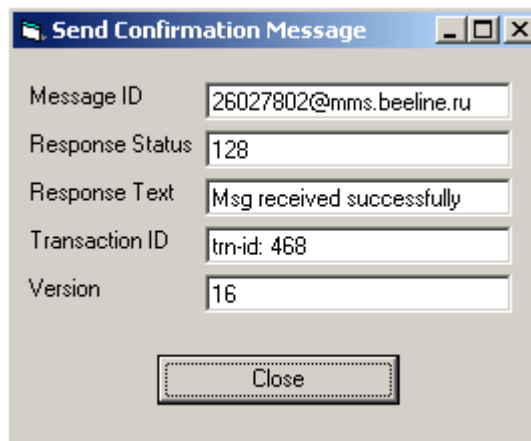 Send Confirmation Message
Message ID 26027802@mms.beeline.ru
Response Status 128
Response Text Msg received successfully
Transaction ID trn-id: 468
Version 16
Close